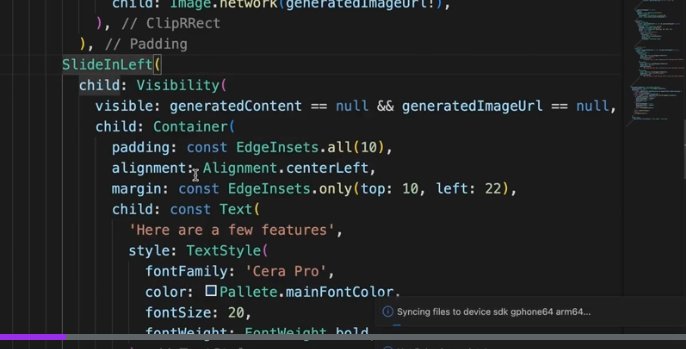 child: Image.network(generatedImageUrl!),
), // ClipRRect
), // Padding
SlideInLeft(
child: Visibility(
visible: generatedContent == null && generatedImageUrl == null,
child: Container(
padding: const EdgeInsets.all(10),
alignment: Alignment.centerLeft,
margin: const EdgeInsets.only(top: 10, left: 22),
child: const Text(
'Here are a few features',
style: TextStyle(
fontFamily: 'Cera Pro',
color: Pallete.mainFontColor,
fontSize: 20,
fontWeight: FontWeight.bold,
Syncing files to device sdk gphone64 arm64...